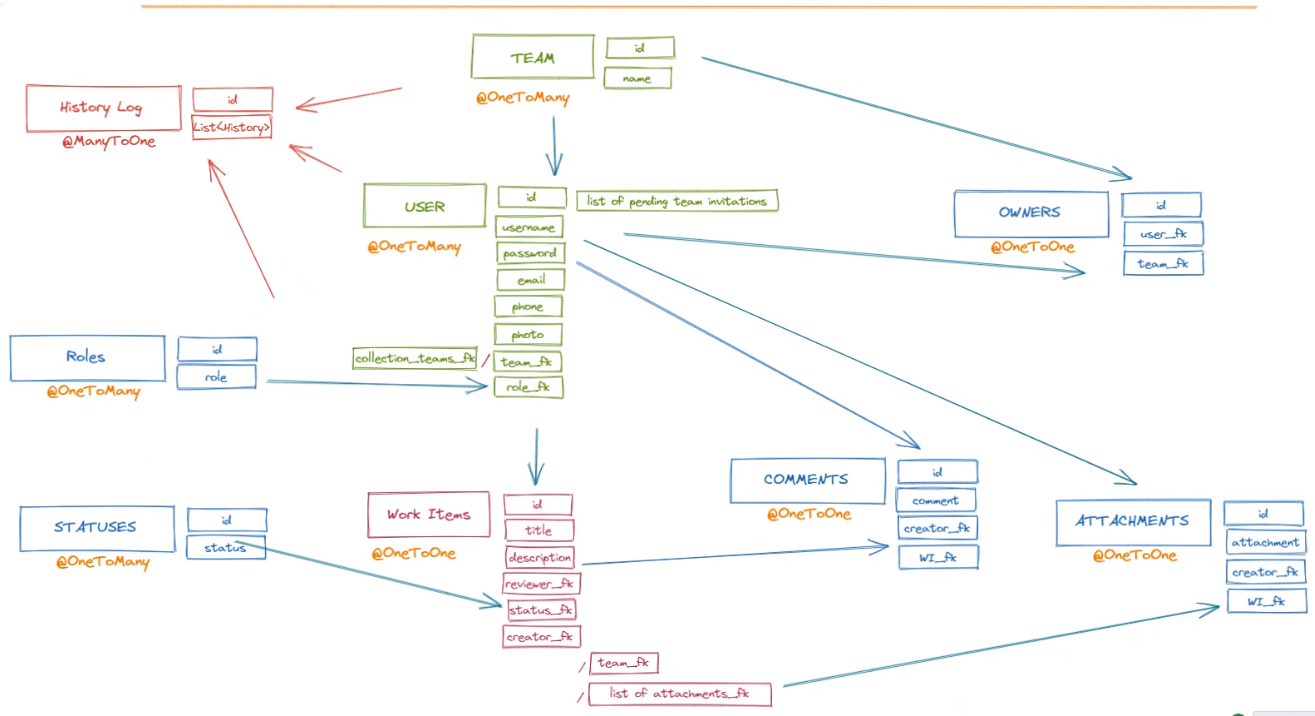 TEAM
id
name
@OneToMany
History Log
id
List<History>
@ManyToOne
USER
id
list of pending team invitations
username
password
email
phone
photo
collection_teams_fk
/
team_fk
role_fk
@OneToMany
OWNERS
id
user_fk
team_fk
@OneToOne
Roles
id
role
@OneToMany
STATUSES
id
status
@OneToMany
Work Items
id
title
description
reviewer_fk
status_fk
creator_fk
/ team_fk
/ list of attachments_fk
@OneToOne
COMMENTS
id
comment
creator_fk
WI_fk
@OneToOne
ATTACHMENTS
id
attachment
creator_fk
WI_fk
@OneToOne